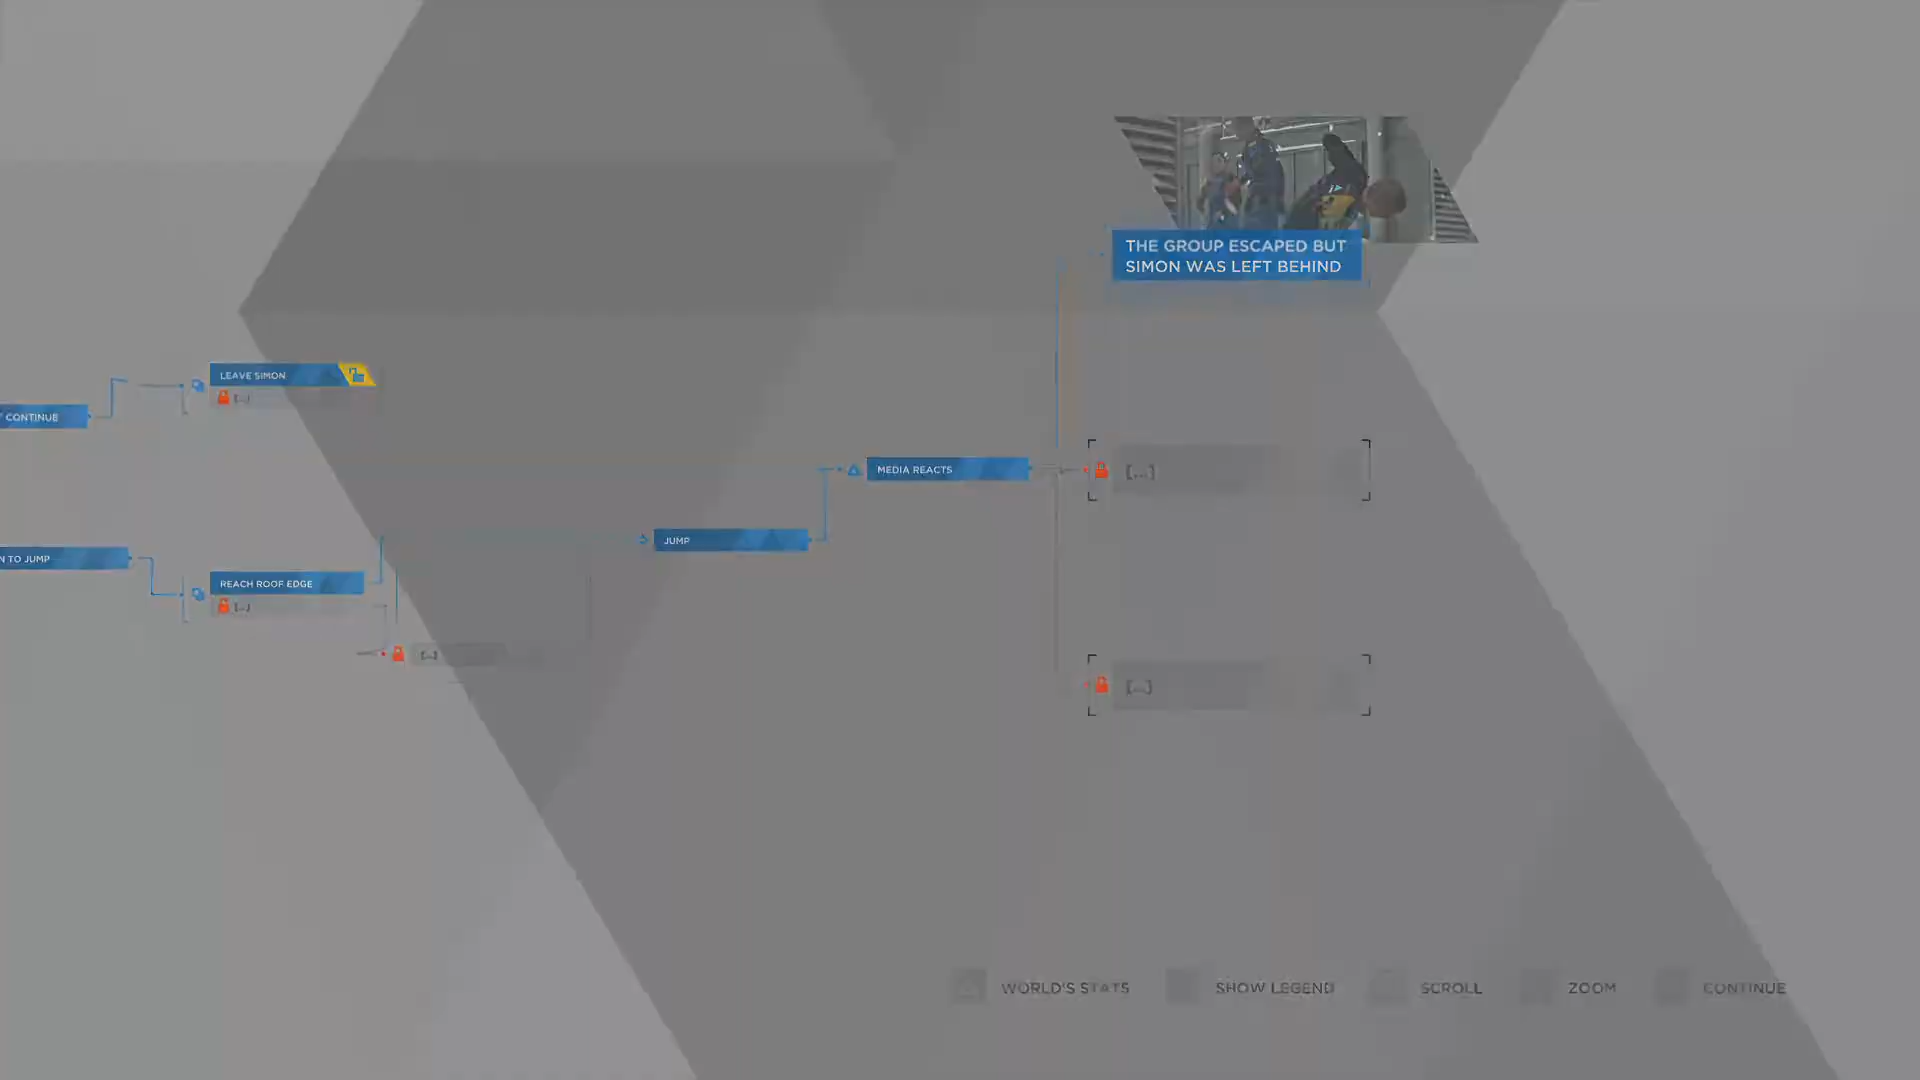 THE GROUP ESCAPED BUT
SIMON WAS LEFT BEHIND
LEAVE SIMON
[...]
CONTINUE
MEDIA REACTS
[...]
JUMP
N TO JUMP
REACH ROOF EDGE
[...]
[...]
[...]
WORLD'S STATS
SHOW LEGEND
SCROLL
ZOOM
CONTINUE